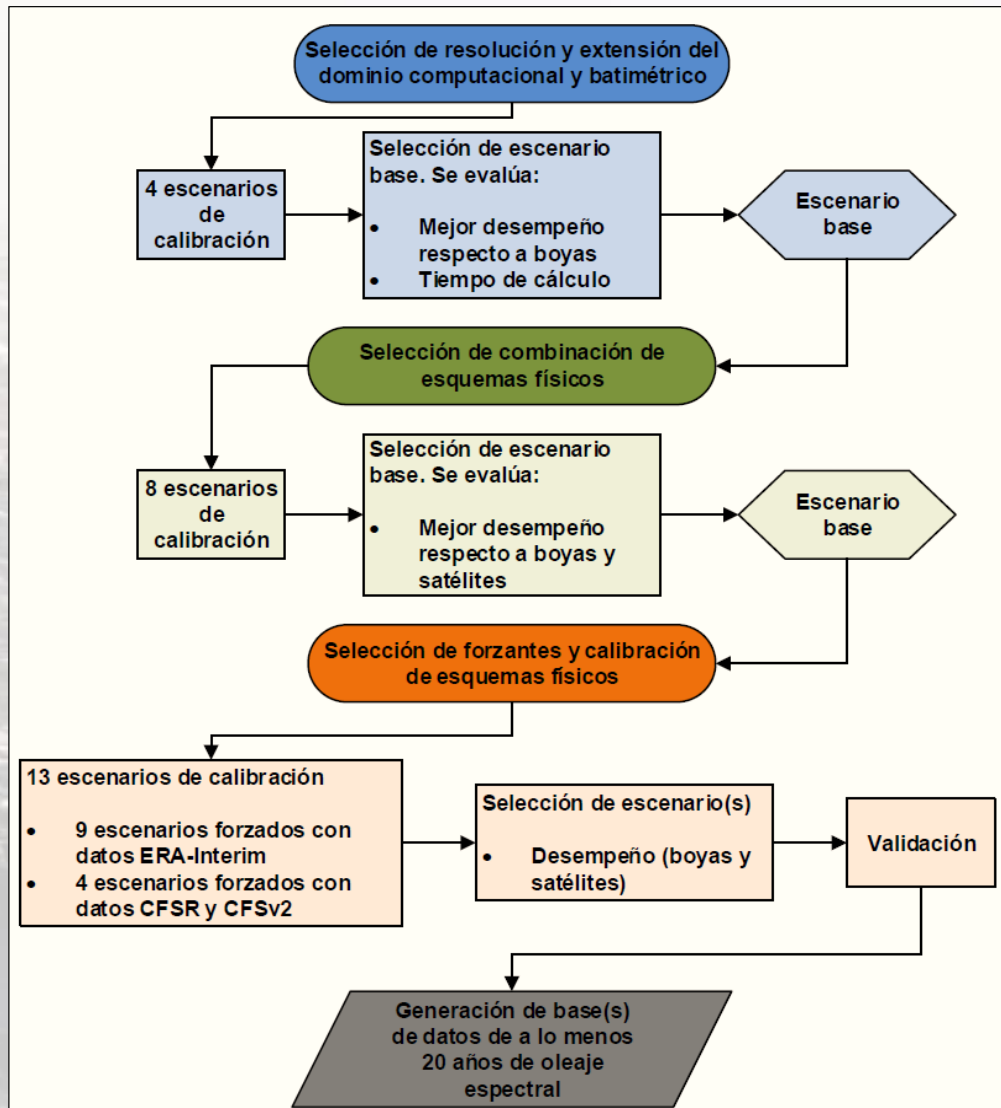 Selección de resolución y extensión del
dominio computacional y batimétrico
4 escenarios
de
calibración
Selección de escenario
base. Se evalúa:
• Mejor desempeño
respecto a boyas
• Tiempo de cálculo
Escenario
base
Selección de combinación de
esquemas físicos
8 escenarios
de
calibración
Selección de escenario
base. Se evalúa:
• Mejor desempeño
respecto a boyas y
satélites
Escenario
base
Selección de forzantes y calibración
de esquemas físicos
13 escenarios de calibración
• 9 escenarios forzados con
datos ERA-Interim
• 4 escenarios forzados con
datos CFSR y CFSv2
Selección de escenario(s)
• Desempeño (boyas y
satélites)
Validación
Generación de base(s)
de datos de a lo menos
20 años de oleaje
espectral